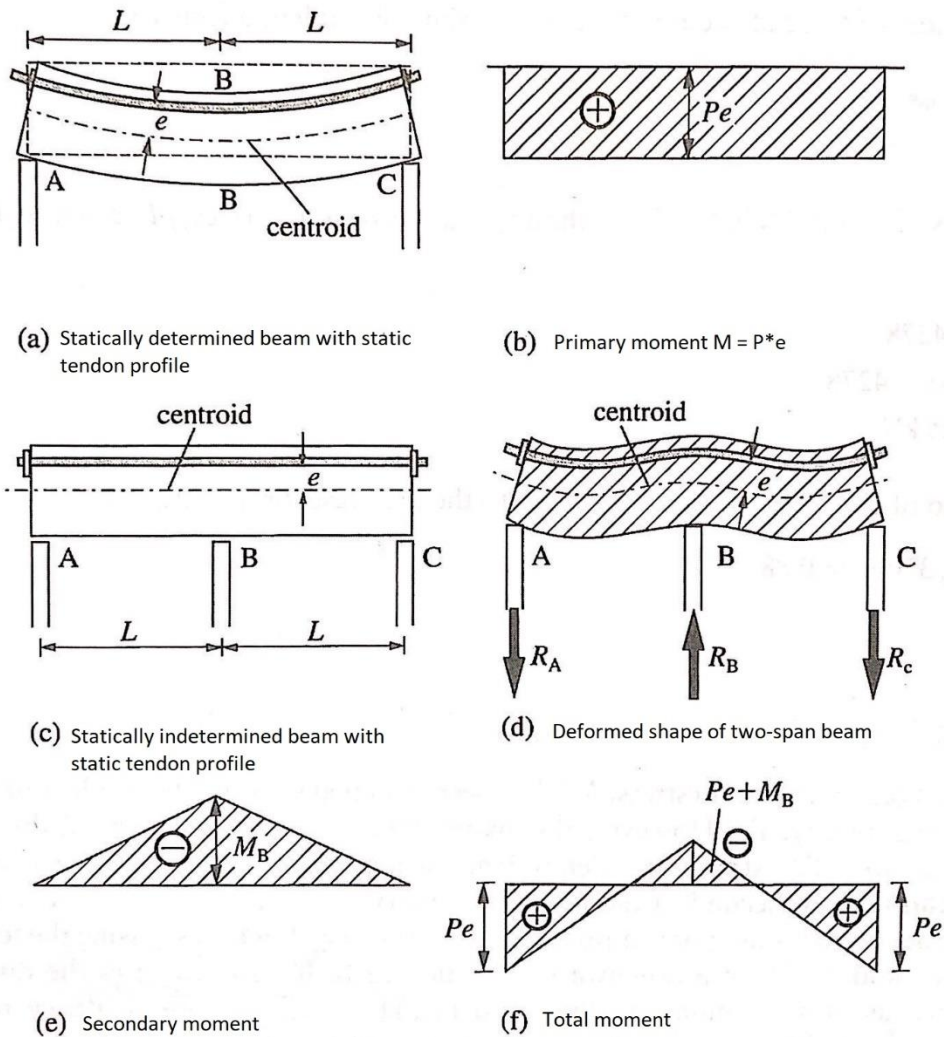 L L
B
e
A B C
centroid
+ Pe
(a) Statically determined beam with static
tendon profile
(b) Primary moment M = P*e
centroid
e
A B C
L L
centroid
e
A B C
R_A R_B R_c
(c) Statically indetermined beam with
static tendon profile
(d) Deformed shape of two-span beam
− M_B
Pe+M_B
−
Pe + + Pe
(e) Secondary moment
(f) Total moment